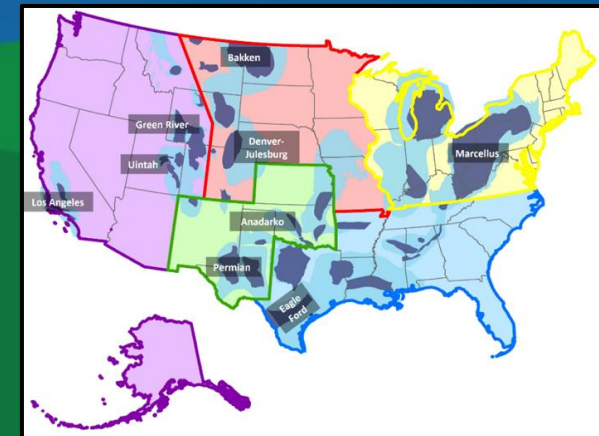 Bakken
Green River
Denver-
Julesburg
Marcellus
Uintah
Los Angeles
Anadarko
Permian
Eagle
Ford